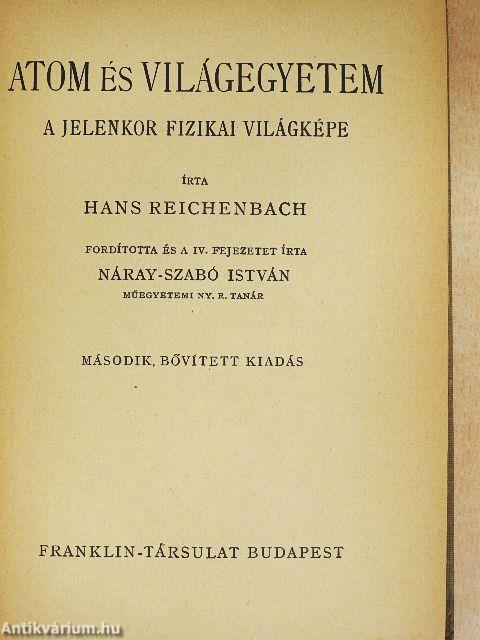 ATOM ÉS VILÁGEGYETEM
A JELENKOR FIZIKAI VILÁGKÉPE
ÍRTA
HANS REICHENBACH
FORDÍTOTTA ÉS A IV. FEJEZETET ÍRTA
NÁRAY-SZABÓ ISTVÁN
MŰEGYETEMI NY. R. TANÁR
MÁSODIK, BŐVÍTETT KIADÁS
FRANKLIN-TÁRSULAT BUDAPEST
Antikvárium.hu